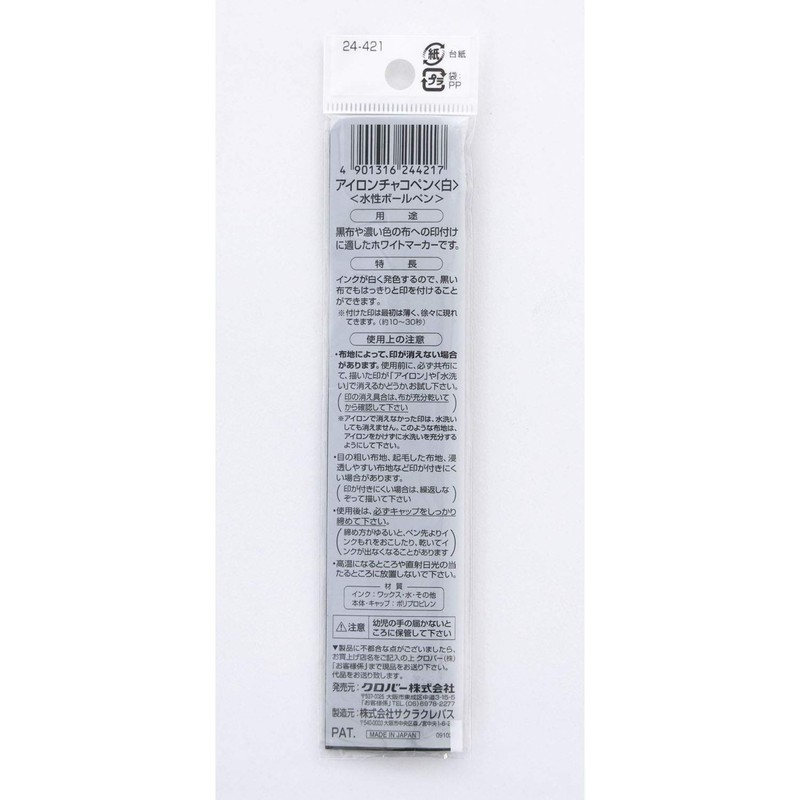 24-421
紙 台紙
プラ 袋:
PP
4 901316 244217
アイロンチャコペン〈白〉
<水性ボールペン>
用途
黒布や濃い色の布への印付け
に適したホワイトマーカーです。
特長
インクが白く発色するので、黒い
布でもはっきりと印を付けること
ができます。
※付けた印は最初は薄く、徐々に現れ
てきます。(約10〜30秒)
使用上の注意
・布地によって、印が消えない場合
があります。使用前に、必ず共布に
て、描いた印が「アイロン」や「水洗
い」で消えるかどうか、お試し下さい。
(印の消え具合は、布が充分乾いて
から確認して下さい)
※アイロンで消えなかった印は、水洗い
しても消えません。このような布地は、
アイロンをかけずに水洗いを充分する
ようにして下さい。
・目の粗い布地、起毛した布地、浸
透しやすい布地など印が付きにく
い場合があります。
(印が付きにくい場合は、繰返しな
ぞって描いて下さい)
・使用後は、必ずキャップをしっかり
締めて下さい。
(締め方がゆるいと、ペン先よりイ
ンクもれをおこしたり、乾いてイ
ンクが出なくなることがあります)
・高温になるところや直射日光の当
たるところに放置しないで下さい。
材質
インク:ワックス・水・その他
本体・キャップ:ポリプロピレン
⚠注意 幼児の手の届かないと
ころに保管して下さい
▼製品に不都合な点がございましたら、
お買上げ店名をご記入の上 クロバー(株)
「お客様係」まで現品をお送り下さい。
代品をお送り致します。
発売元:クロバー株式会社
〒537-0025 大阪市東成区中道3-15-5
「お客様係」TEL(06)6978-2277
製造元:株式会社サクラクレパス
PAT. MADE IN JAPAN